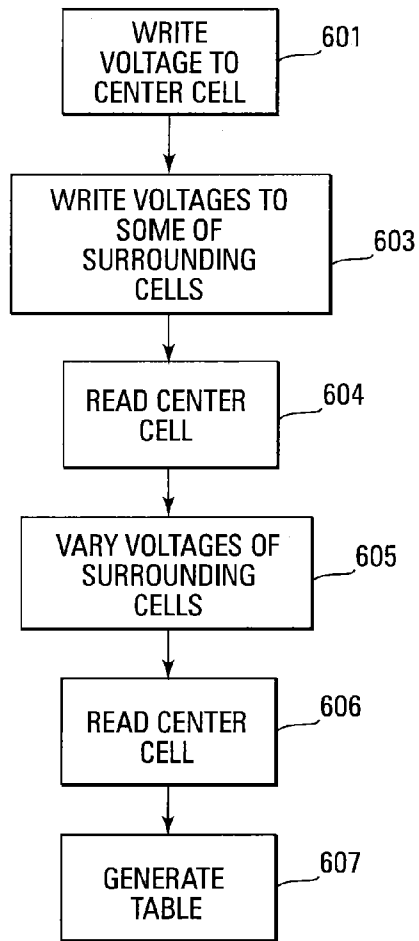 WRITE
VOLTAGE TO
CENTER CELL
601
WRITE VOLTAGES TO
SOME OF
SURROUNDING
CELLS
603
READ CENTER
CELL
604
VARY VOLTAGES OF
SURROUNDING
CELLS
605
READ CENTER
CELL
606
GENERATE
TABLE
607